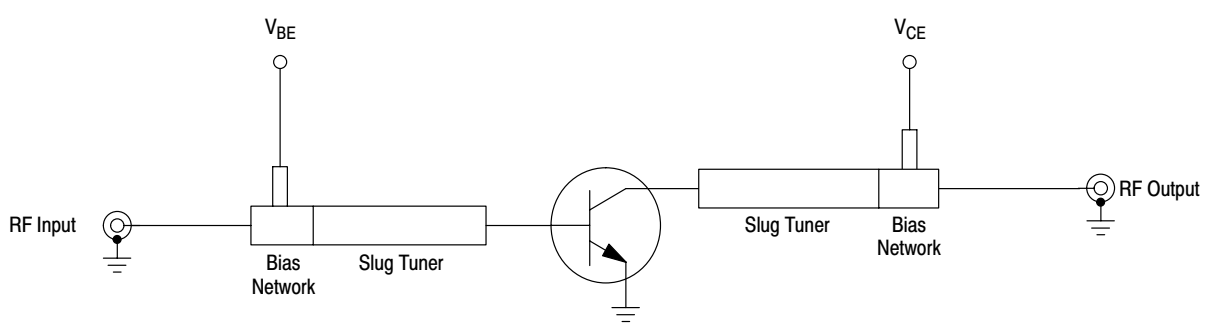 V_BE
V_CE
RF Input
RF Output
Bias
Network
Slug Tuner
Slug Tuner
Bias
Network